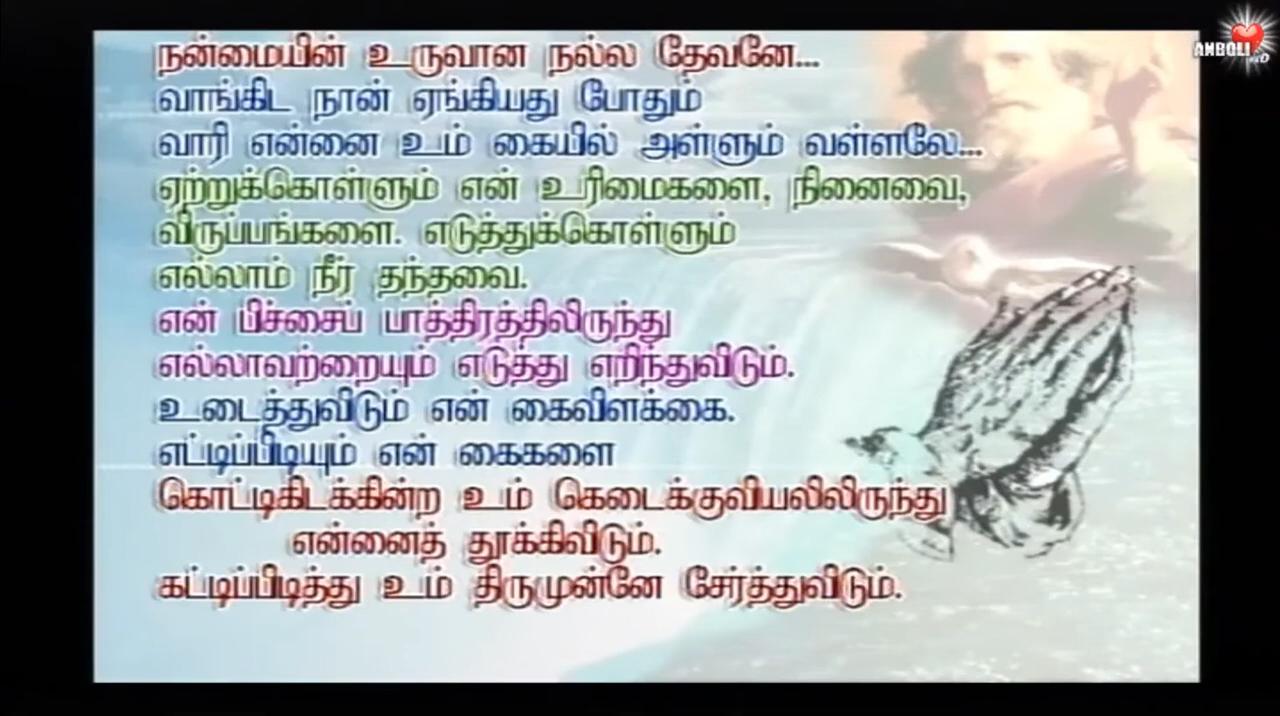 நன்மையின் உருவான நல்ல தேவனே...
வாங்கிட நான் ஏங்கியது போதும்
வாரி என்னை உம் கையில் அள்ளும் வள்ளலே...
ஏற்றுக்கொள்ளும் என் உரிமைகளை, நினைவை,
விருப்பங்களை. எடுத்துக்கொள்ளும்
எல்லாம் நீர் தந்தவை.
என் பிச்சைப் பாத்திரத்திலிருந்து
எல்லாவற்றையும் எடுத்து எறிந்துவிடும்.
உடைத்துவிடும் என் கைவிளக்கை.
எட்டிப்பிடியும் என் கைகளை
கொட்டிகிடக்கின்ற உம் கெடைக்குவியலிலிருந்து
என்னைத் தூக்கிவிடும்.
கட்டிப்பிடித்து உம் திருமுன்னே சேர்த்துவிடும்.
ANBOLI HD